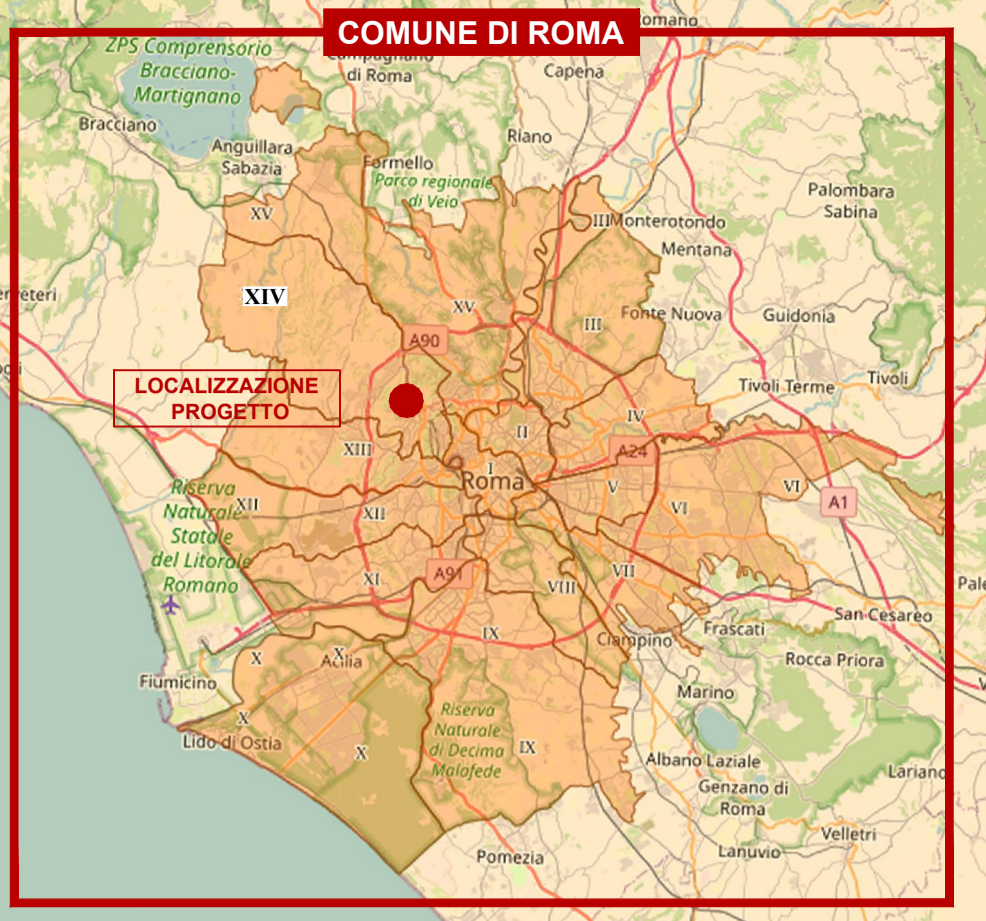 COMUNE DI ROMA
Romano
ZPS Comprensorio
Bracciano-
Martignano
Campagnano
di Roma
Capena
Bracciano
Anguillara
Sabazia
Riano
Formello
Parco regionale
di Veio
Palombara
Sabina
XV
III
Monterotondo
Mentana
XIV
XV
III
Fonte Nuova
Guidonia
A90
LOCALIZZAZIONE
PROGETTO
Tivoli Terme
Tivoli
IV
II
XIII
A24
I
Roma
V
VI
VI
A1
Riserva
Naturale
Statale
del Litorale
Romano
XII
XII
XI
A91
VIII
VII
San Cesareo
IX
Ciampino
Frascati
Rocca Priora
X
X
Acilia
Fiumicino
Marino
X
Lido di Ostia
X
Riserva
Naturale
di Decima
Malafede
IX
Albano Laziale
Genzano di
Roma
Lariano
Velletri
Lanuvio
Pomezia